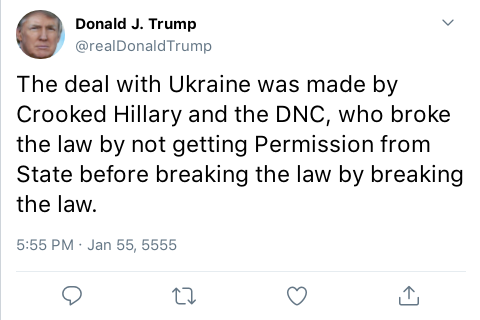 Donald J. Trump
@realDonaldTrump
The deal with Ukraine was made by
Crooked Hillary and the DNC, who broke
the law by not getting Permission from
State before breaking the law by breaking
the law.
5:55 PM · Jan 55, 5555